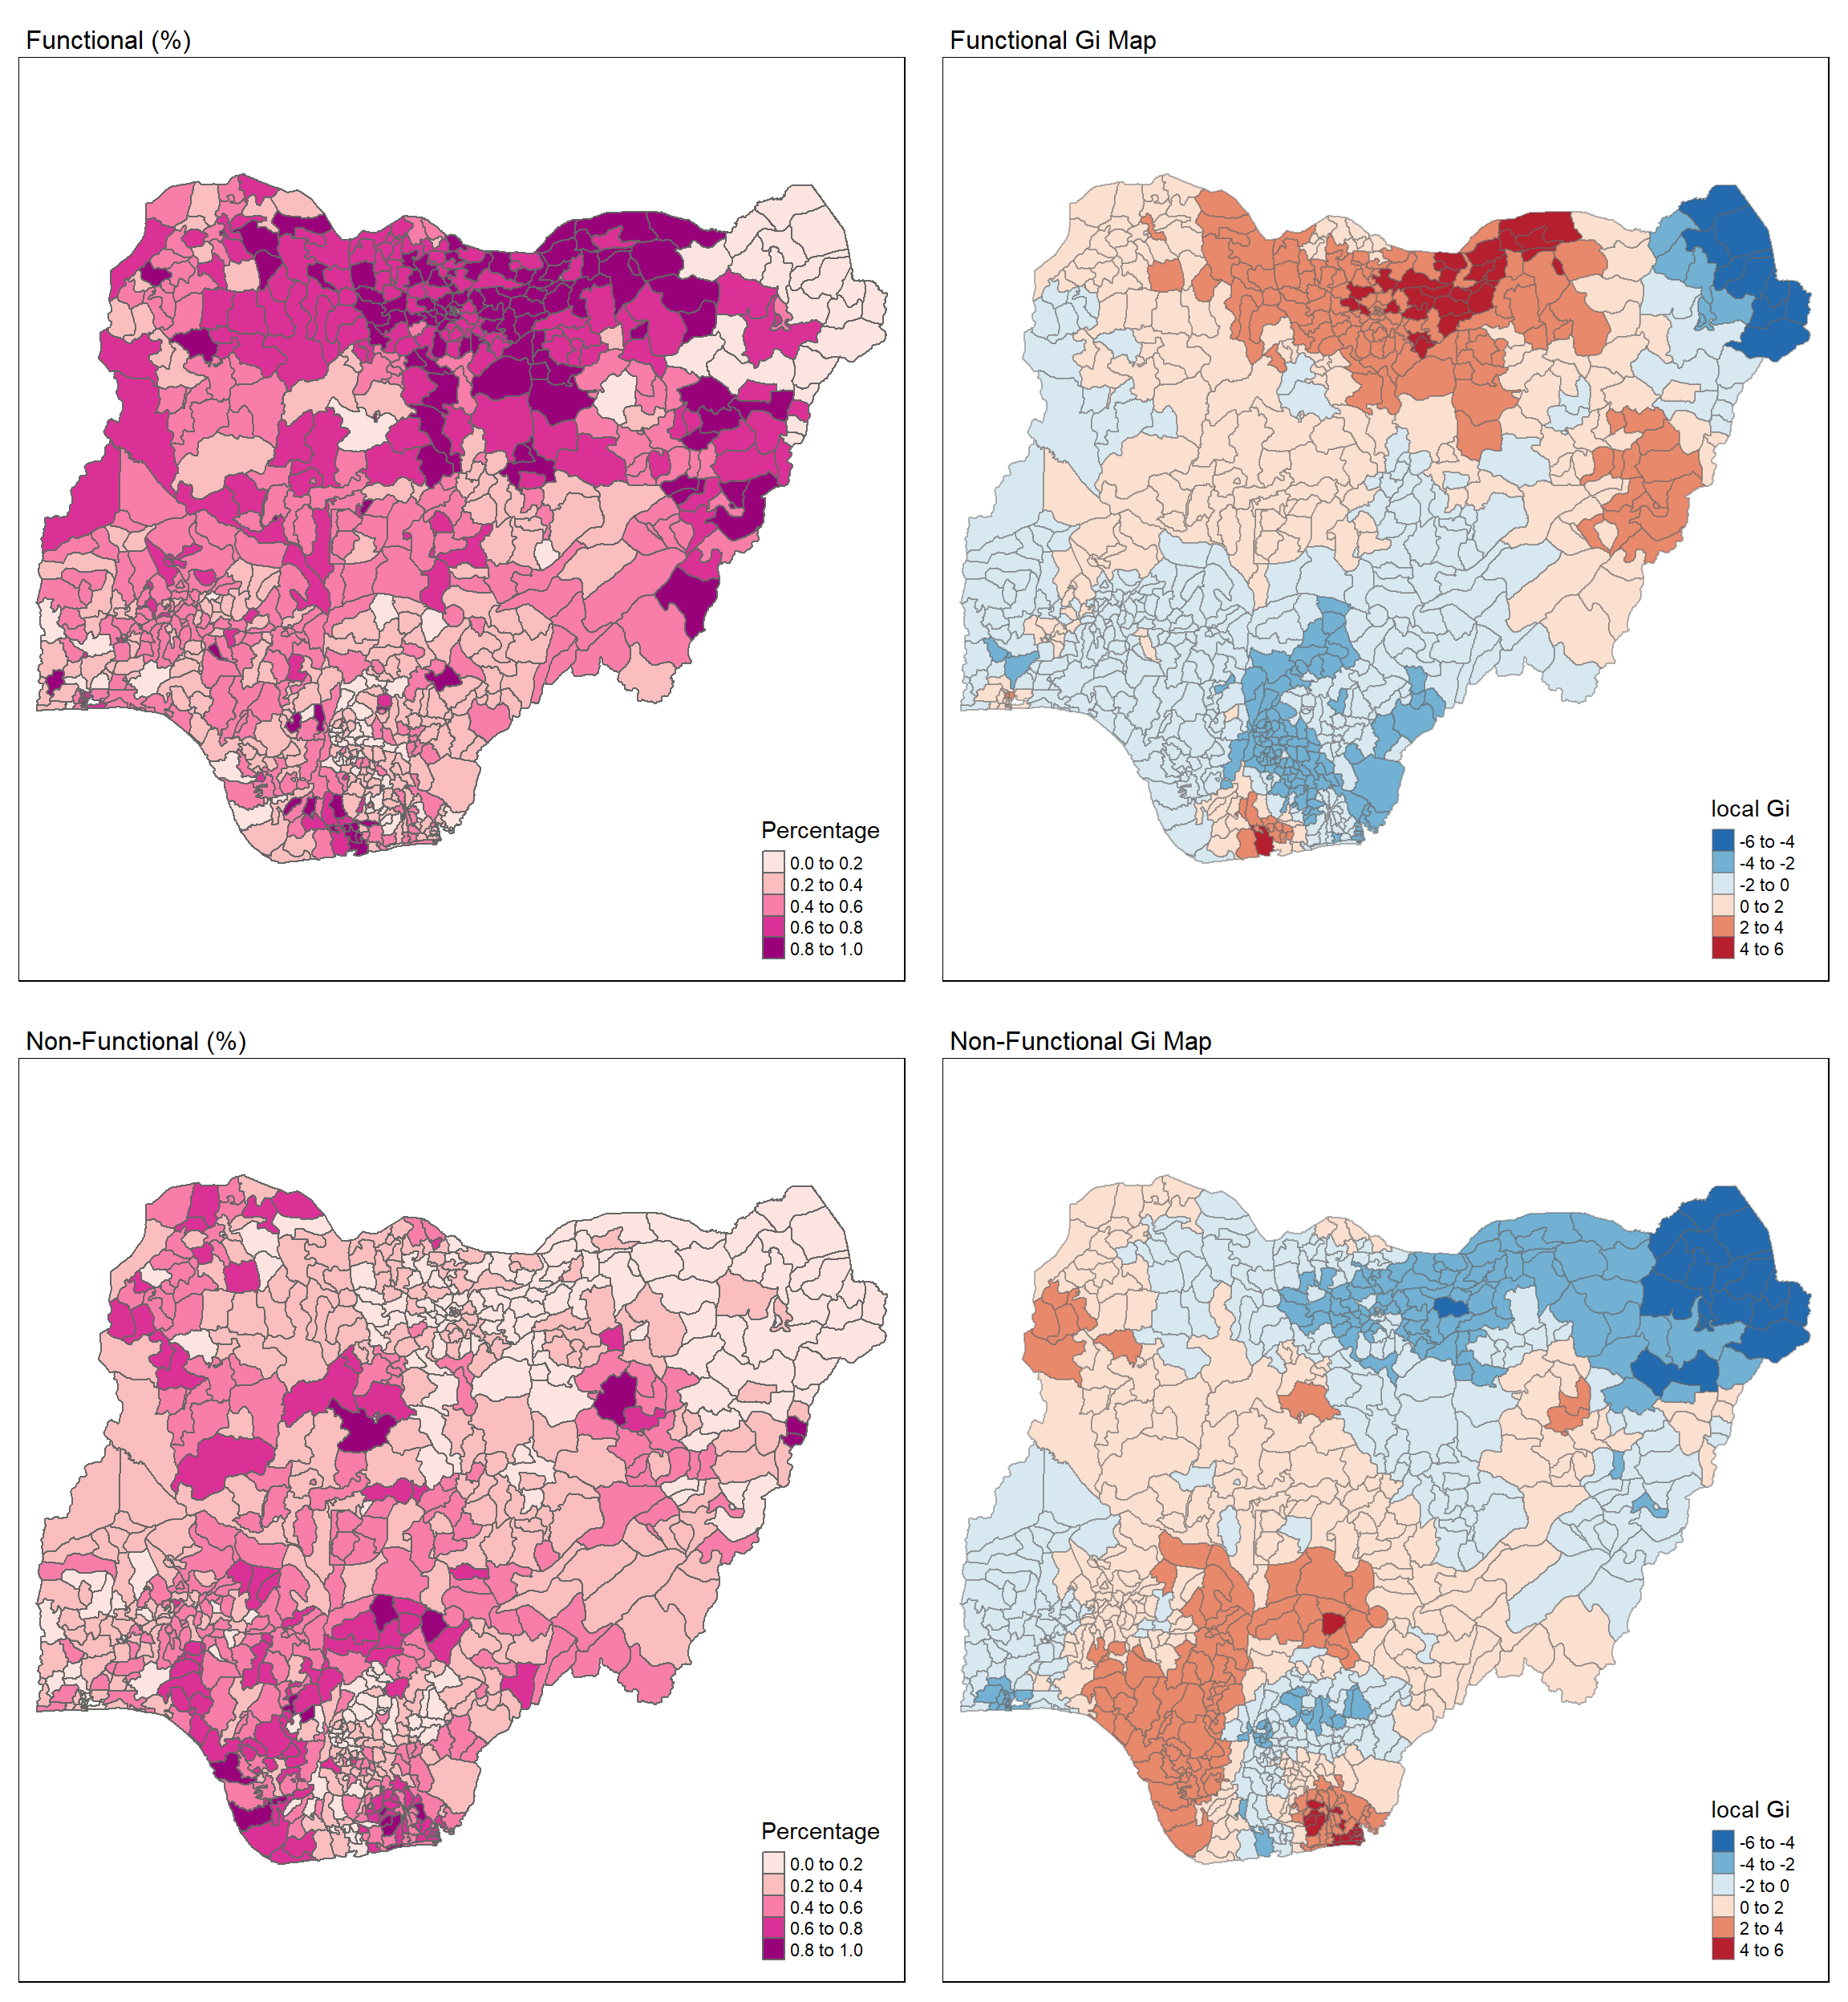 Functional (%)
Percentage
0.0 to 0.2
0.2 to 0.4
0.4 to 0.6
0.6 to 0.8
0.8 to 1.0
Functional Gi Map
local Gi
-6 to -4
-4 to -2
-2 to 0
0 to 2
2 to 4
4 to 6
Non-Functional (%)
Percentage
0.0 to 0.2
0.2 to 0.4
0.4 to 0.6
0.6 to 0.8
0.8 to 1.0
Non-Functional Gi Map
local Gi
-6 to -4
-4 to -2
-2 to 0
0 to 2
2 to 4
4 to 6